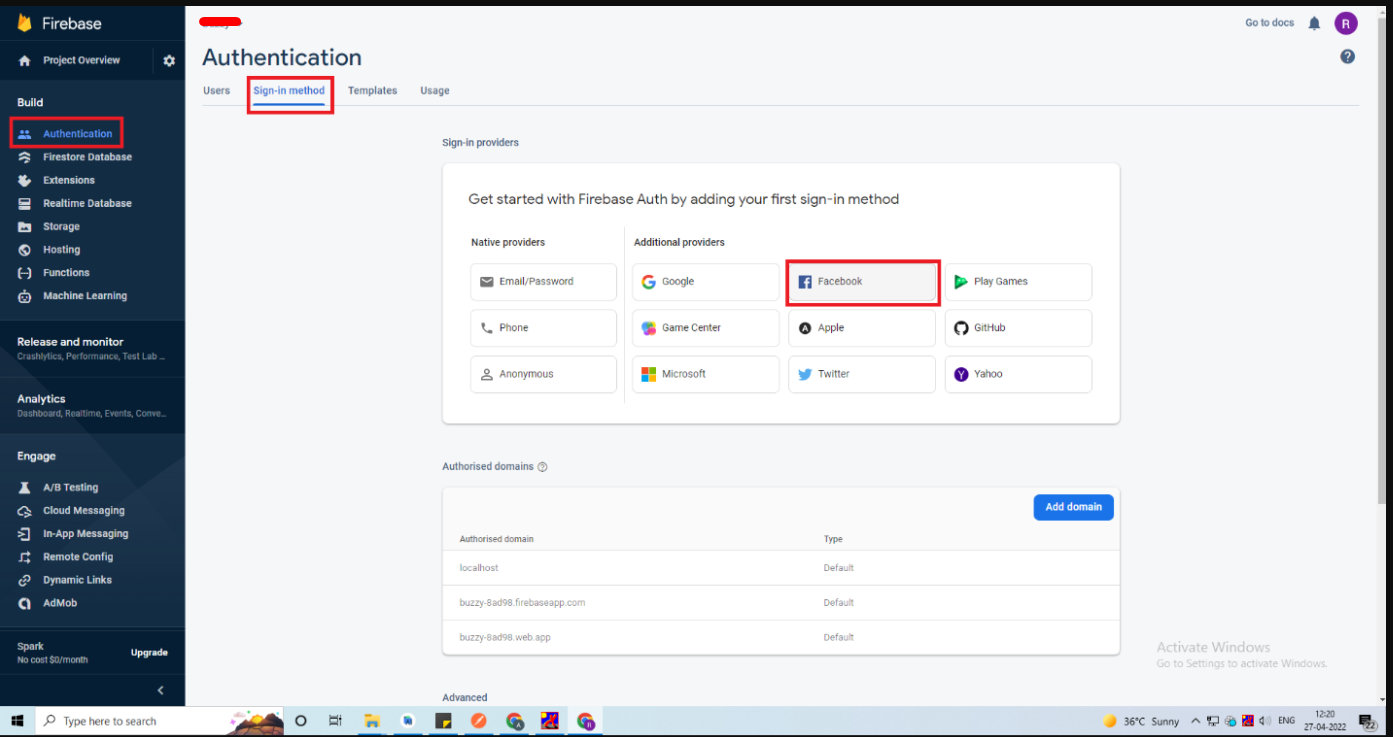 Firebase
Go to docs
R
Project Overview
Authentication
Users
Sign-in method
Templates
Usage
Build
Authentication
Firestore Database
Extensions
Realtime Database
Storage
Hosting
Functions
Machine Learning
Release and monitor
Crashlytics, Performance, Test Lab ...
Analytics
Dashboard, Realtime, Events, Conve...
Engage
A/B Testing
Cloud Messaging
In-App Messaging
Remote Config
Dynamic Links
AdMob
Spark
No cost $0/month
Upgrade
Sign-in providers
Get started with Firebase Auth by adding your first sign-in method
Native providers
Additional providers
Email/Password
Google
Facebook
Play Games
Phone
Game Center
Apple
GitHub
Anonymous
Microsoft
Twitter
Yahoo
Authorised domains
Add domain
Authorised domain
Type
localhost
Default
buzzy-8ad98.firebaseapp.com
Default
buzzy-8ad98.web.app
Default
Advanced
Activate Windows
Go to Settings to activate Windows.
Type here to search
36°C Sunny
ENG
12:20
27-04-2022
22